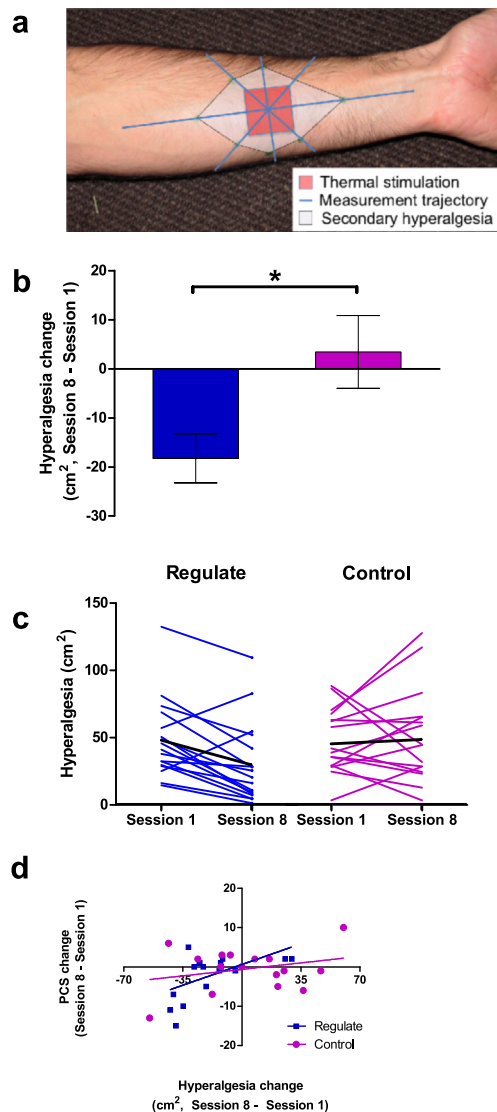 a
Thermal stimulation
Measurement trajectory
Secondary hyperalgesia
b
Hyperalgesia change
(cm², Session 8 - Session 1)
20
10
0
-10
-20
-30
*
Regulate
Control
c
Hyperalgesia (cm²)
150
100
50
0
Session 1
Session 8
Session 1
Session 8
d
PCS change
(Session 8 - Session 1)
20
10
-10
-20
-70
-35
0
35
70
Regulate
Control
Hyperalgesia change
(cm², Session 8 - Session 1)